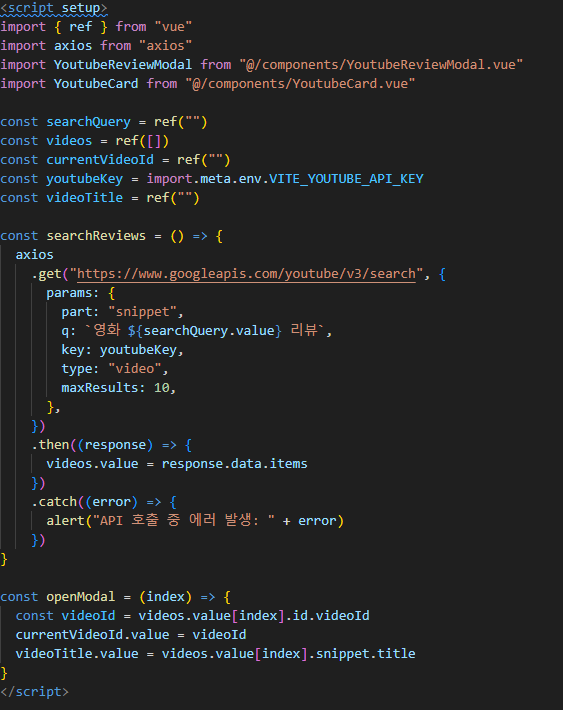 <script setup>
import { ref } from "vue"
import axios from "axios"
import YoutubeReviewModal from "@/components/YoutubeReviewModal.vue"
import YoutubeCard from "@/components/YoutubeCard.vue"

const searchQuery = ref("")
const videos = ref([])
const currentVideoId = ref("")
const youtubeKey = import.meta.env.VITE_YOUTUBE_API_KEY
const videoTitle = ref("")

const searchReviews = () => {
  axios
    .get("https://www.googleapis.com/youtube/v3/search", {
      params: {
        part: "snippet",
        q: `영화 ${searchQuery.value} 리뷰`,
        key: youtubeKey,
        type: "video",
        maxResults: 10,
      },
    })
    .then((response) => {
      videos.value = response.data.items
    })
    .catch((error) => {
      alert("API 호출 중 에러 발생: " + error)
    })
}

const openModal = (index) => {
  const videoId = videos.value[index].id.videoId
  currentVideoId.value = videoId
  videoTitle.value = videos.value[index].snippet.title
}
</script>